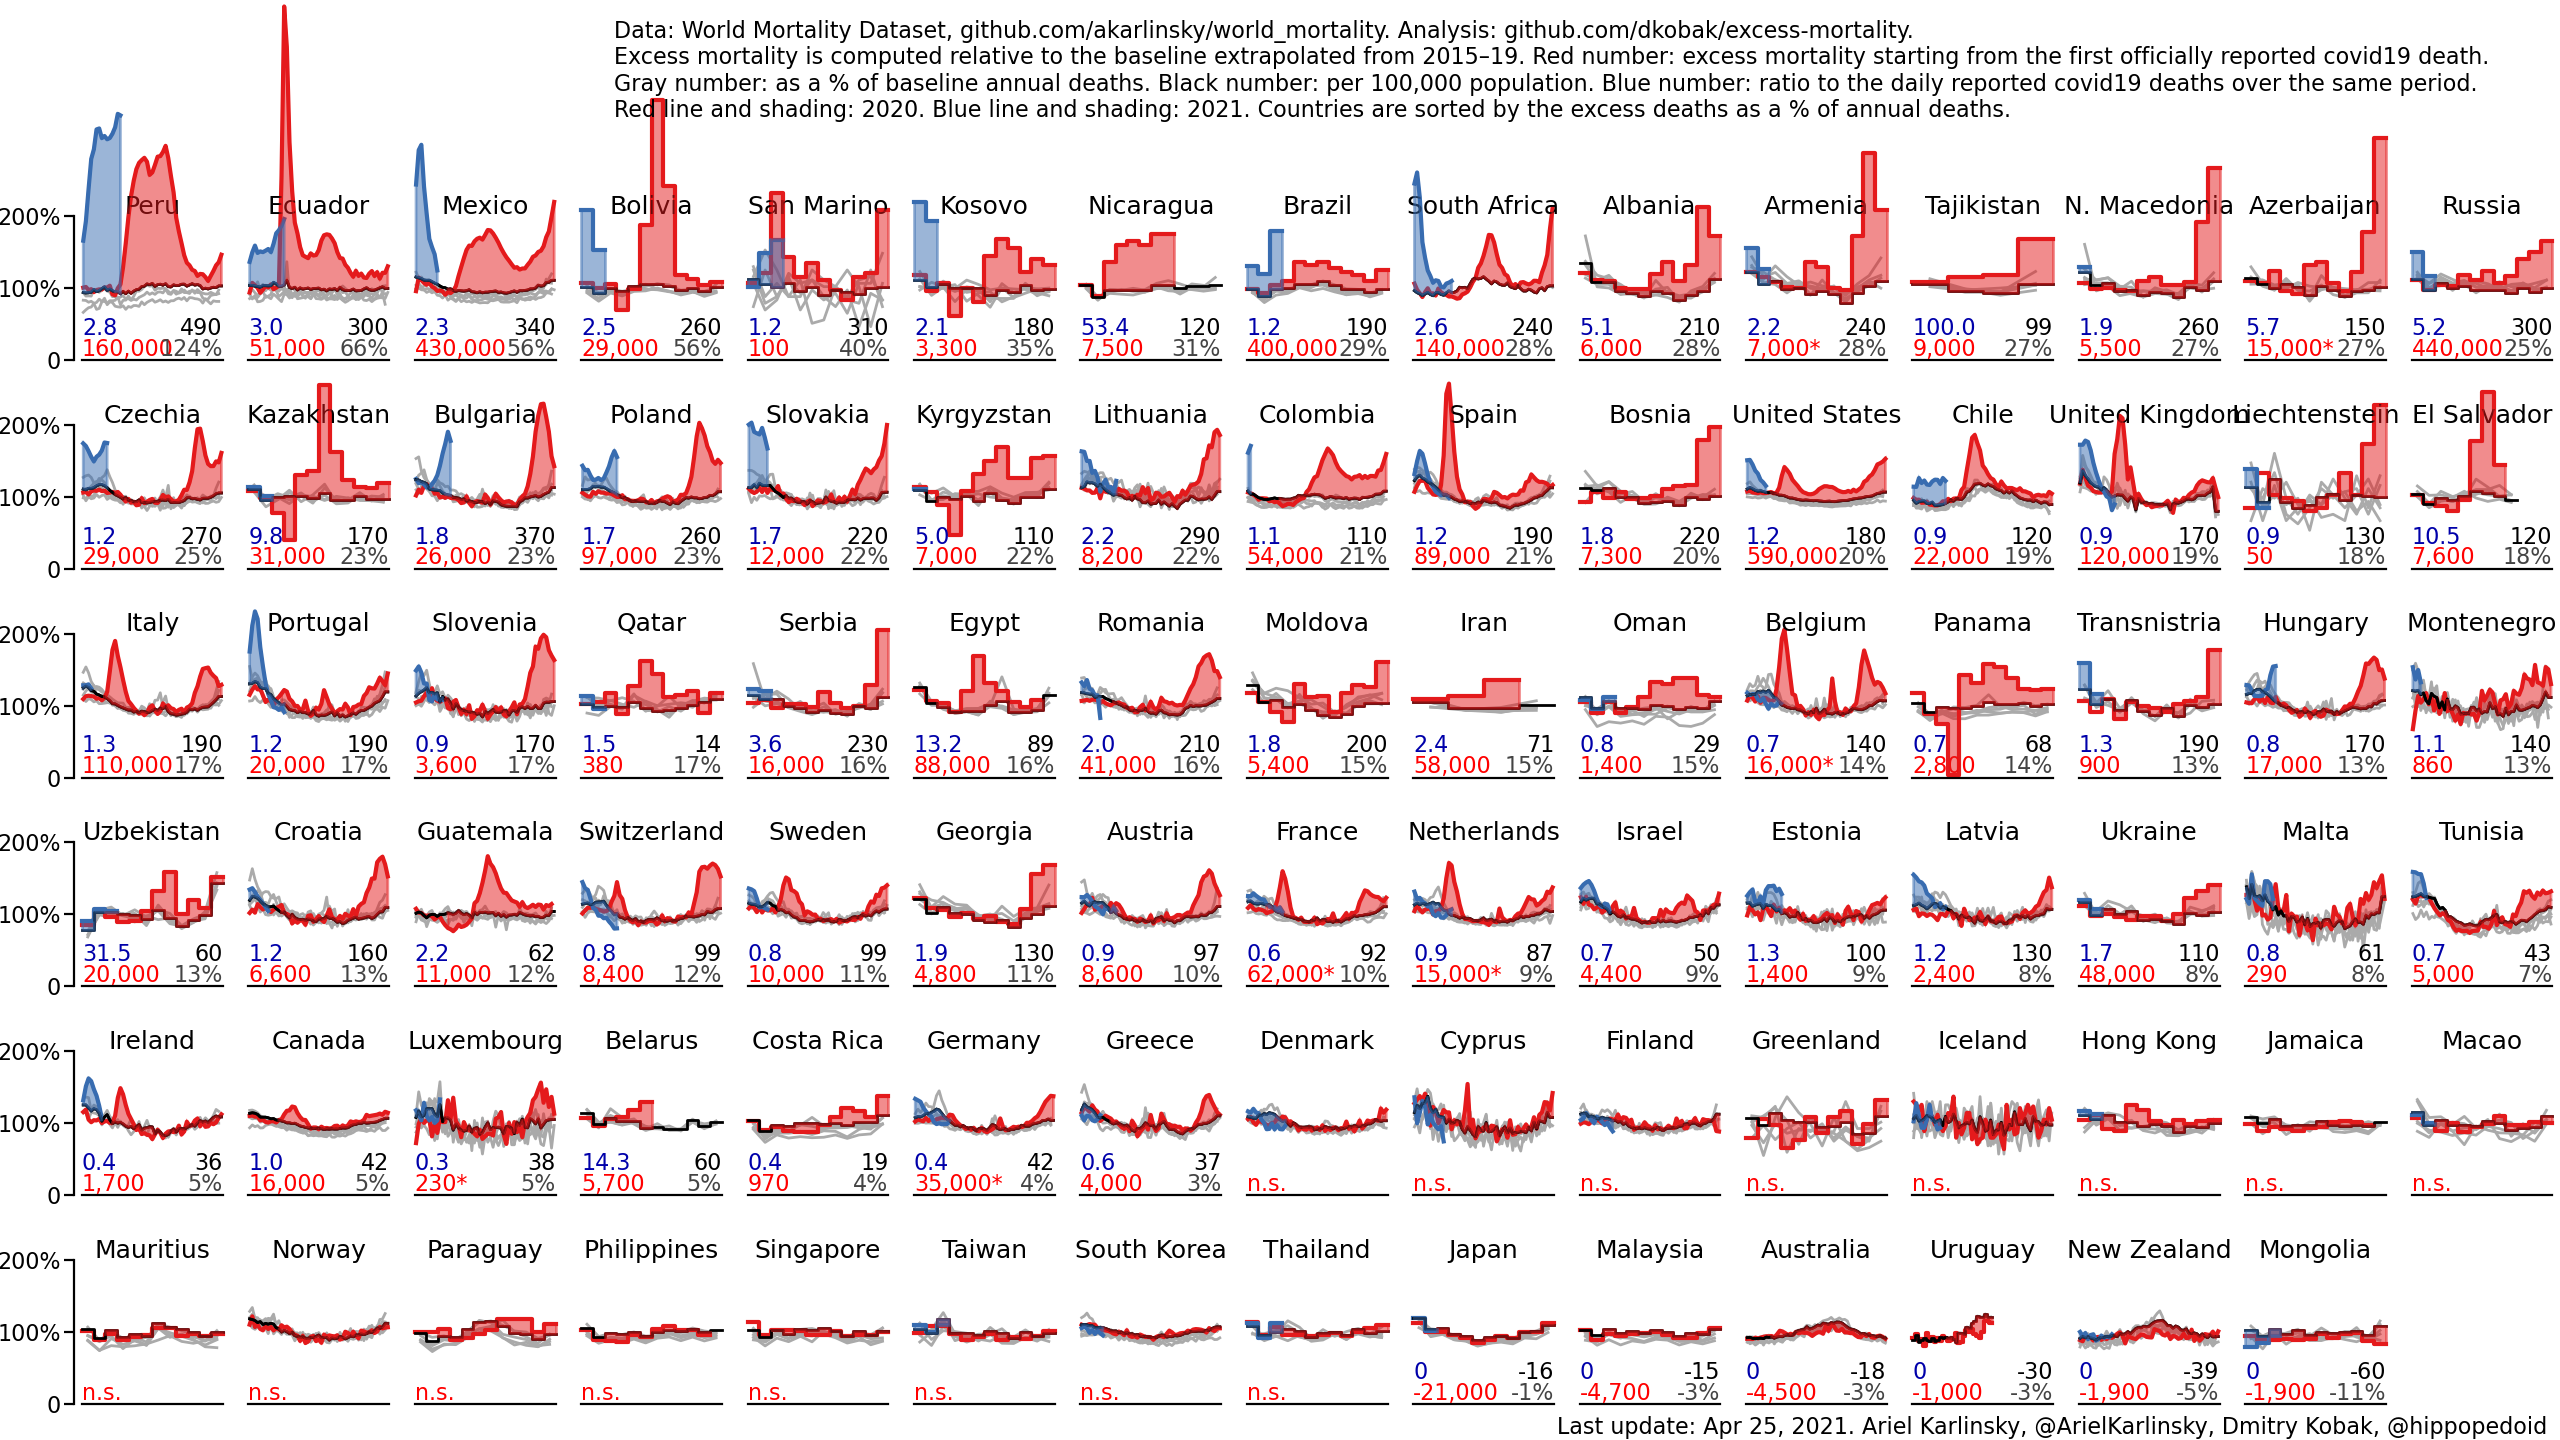 Data: World Mortality Dataset, github.com/akarlinsky/world_mortality. Analysis: github.com/dkobak/excess-mortality.
Excess mortality is computed relative to the baseline extrapolated from 2015–19. Red number: excess mortality starting from the first officially reported covid19 death.
Gray number: as a % of baseline annual deaths. Black number: per 100,000 population. Blue number: ratio to the daily reported covid19 deaths over the same period.
Red line and shading: 2020. Blue line and shading: 2021. Countries are sorted by the excess deaths as a % of annual deaths.
Peru Ecuador Mexico Bolivia San Marino Kosovo Nicaragua Brazil South Africa Albania Armenia Tajikistan N. Macedonia Azerbaijan Russia
200%
100%
2.8 490 3.0 300 2.3 340 2.5 260 1.2 310 2.1 180 53.4 120 1.2 190 2.6 240 5.1 210 2.2 240 100.0 99 1.9 260 5.7 150 5.2 300
0 160,000 124% 51,000 66% 430,000 56% 29,000 56% 100 40% 3,300 35% 7,500 31% 400,000 29% 140,000 28% 6,000 28% 7,000* 28% 9,000 27% 5,500 27% 15,000* 27% 440,000 25%
Czechia Kazakhstan Bulgaria Poland Slovakia Kyrgyzstan Lithuania Colombia Spain Bosnia United States Chile United Kingdom Liechtenstein El Salvador
200%
100%
1.2 270 9.8 170 1.8 370 1.7 260 1.7 220 5.0 110 2.2 290 1.1 110 1.2 190 1.8 220 1.2 180 0.9 120 0.9 170 0.9 130 10.5 120
0 29,000 25% 31,000 23% 26,000 23% 97,000 23% 12,000 22% 7,000 22% 8,200 22% 54,000 21% 89,000 21% 7,300 20% 590,000 20% 22,000 19% 120,000 19% 50 18% 7,600 18%
Italy Portugal Slovenia Qatar Serbia Egypt Romania Moldova Iran Oman Belgium Panama Transnistria Hungary Montenegro
200%
100%
1.3 190 1.2 190 0.9 170 1.5 14 3.6 230 13.2 89 2.0 210 1.8 200 2.4 71 0.8 29 0.7 140 0.7 68 1.3 190 0.8 170 1.1 140
0 110,000 17% 20,000 17% 3,600 17% 380 17% 16,000 16% 88,000 16% 41,000 16% 5,400 15% 58,000 15% 1,400 15% 16,000* 14% 2,800 14% 900 13% 17,000 13% 860 13%
Uzbekistan Croatia Guatemala Switzerland Sweden Georgia Austria France Netherlands Israel Estonia Latvia Ukraine Malta Tunisia
200%
100%
31.5 60 1.2 160 2.2 62 0.8 99 0.8 99 1.9 130 0.9 97 0.6 92 0.9 87 0.7 50 1.3 100 1.2 130 1.7 110 0.8 61 0.7 43
0 20,000 13% 6,600 13% 11,000 12% 8,400 12% 10,000 11% 4,800 11% 8,600 10% 62,000* 10% 15,000* 9% 4,400 9% 1,400 9% 2,400 8% 48,000 8% 290 8% 5,000 7%
Ireland Canada Luxembourg Belarus Costa Rica Germany Greece Denmark Cyprus Finland Greenland Iceland Hong Kong Jamaica Macao
200%
100%
0.4 36 1.0 42 0.3 38 14.3 60 0.4 19 0.4 42 0.6 37
0 1,700 5% 16,000 5% 230* 5% 5,700 5% 970 4% 35,000* 4% 4,000 3% n.s. n.s. n.s. n.s. n.s. n.s. n.s. n.s.
Mauritius Norway Paraguay Philippines Singapore Taiwan South Korea Thailand Japan Malaysia Australia Uruguay New Zealand Mongolia
200%
100%
0 -16 0 -15 0 -18 0 -30 0 -39 0 -60
0 n.s. n.s. n.s. n.s. n.s. n.s. n.s. n.s. -21,000 -1% -4,700 -3% -4,500 -3% -1,000 -3% -1,900 -5% -1,900 -11%
Last update: Apr 25, 2021. Ariel Karlinsky, @ArielKarlinsky, Dmitry Kobak, @hippopedoid